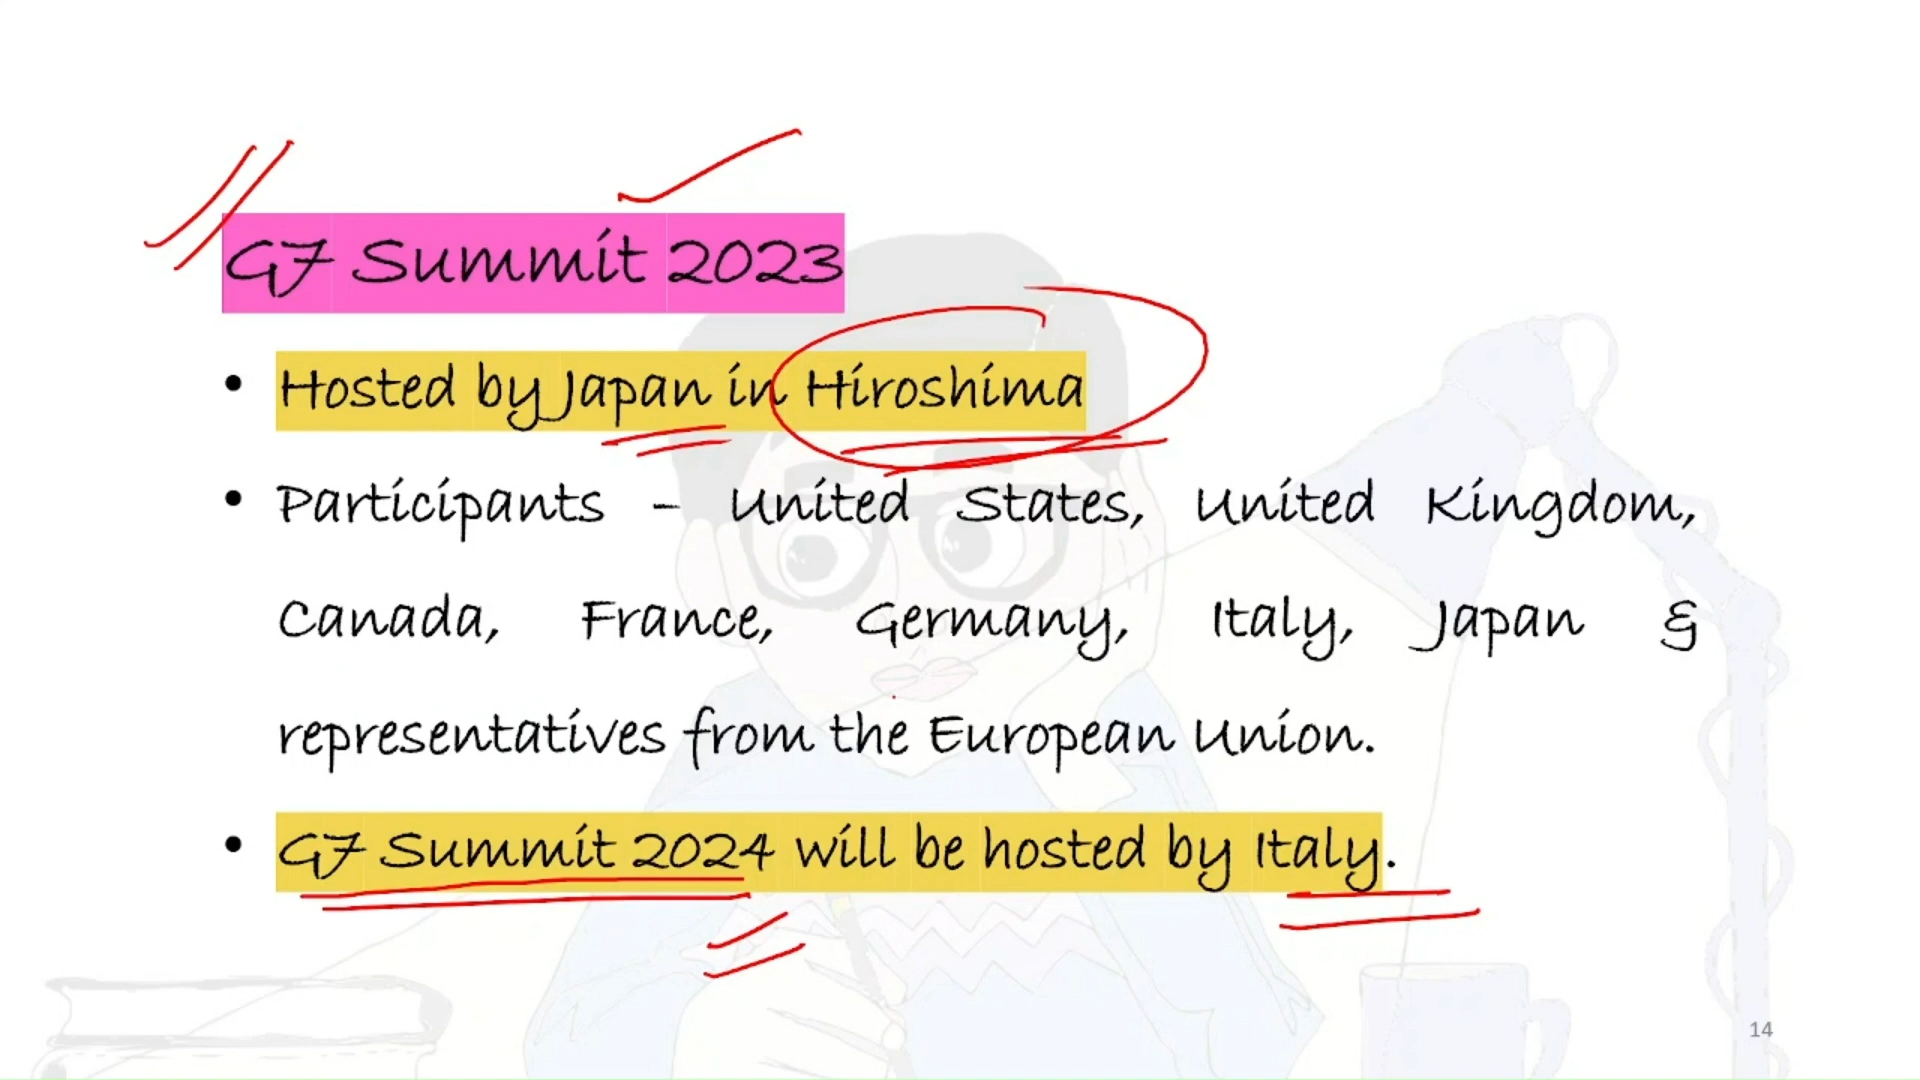 G7 Summit 2023
• Hosted by Japan in Hiroshima
• Participants – United States, United Kingdom,
Canada, France, Germany, Italy, Japan &
representatives from the European Union.
• G7 Summit 2024 will be hosted by Italy.
14